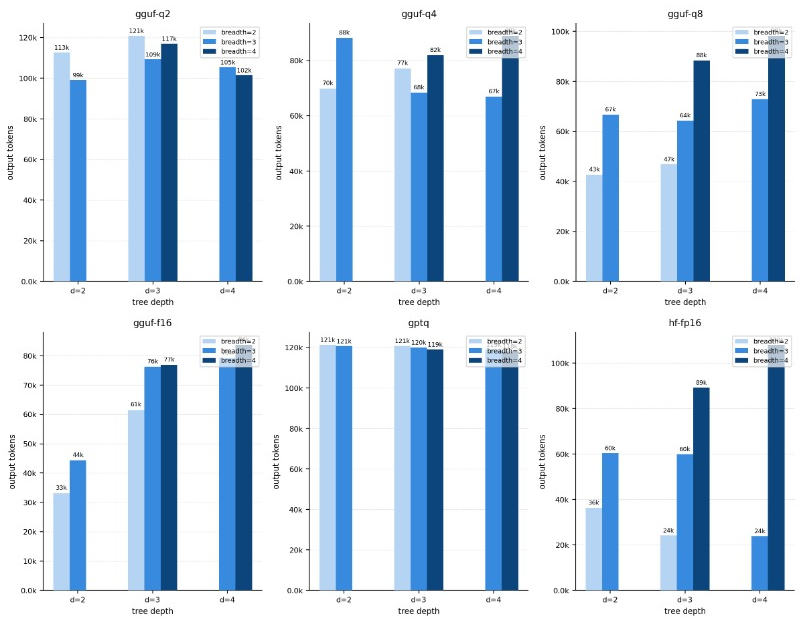 gguf-q2
output tokens
120k
100k
80k
60k
40k
20k
0.0k
113k
99k
121k
109k
117k
105k
102k
breadth=2
breadth=3
breadth=4
d=2
d=3
d=4
tree depth
gguf-q4
output tokens
80k
60k
40k
20k
0.0k
70k
88k
77k
68k
82k
67k
breadth=2
breadth=3
breadth=4
d=2
d=3
d=4
tree depth
gguf-q8
output tokens
100k
80k
60k
40k
20k
0.0k
43k
67k
47k
64k
88k
73k
breadth=2
breadth=3
breadth=4
d=2
d=3
d=4
tree depth
gguf-f16
output tokens
80k
70k
60k
50k
40k
30k
20k
10k
0.0k
33k
44k
61k
76k
77k
breadth=2
breadth=3
breadth=4
d=2
d=3
d=4
tree depth
gptq
output tokens
120k
100k
80k
60k
40k
20k
0.0k
121k
121k
121k
120k
119k
breadth=2
breadth=3
breadth=4
d=2
d=3
d=4
tree depth
hf-fp16
output tokens
100k
80k
60k
40k
20k
0.0k
36k
60k
24k
60k
89k
24k
breadth=2
breadth=3
breadth=4
d=2
d=3
d=4
tree depth